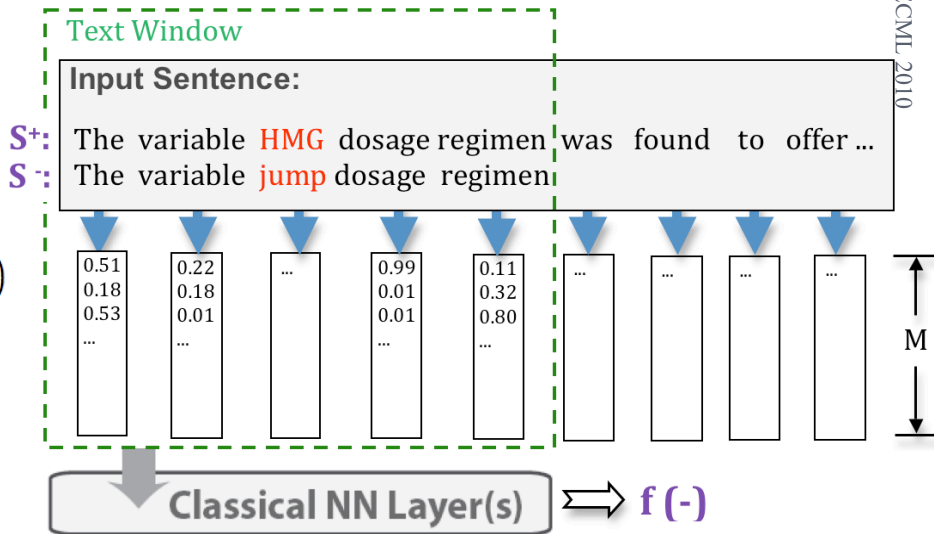 Text Window
ECML 2010
Input Sentence:
S⁺: The variable HMG dosage regimen was found to offer ...
S⁻: The variable jump dosage regimen
0.51 0.22 ... 0.99 0.11 ... ... ... ...
0.18 0.18 0.01 0.32
0.53 0.01 0.01 0.80
... ... ... ...
M
Classical NN Layer(s) f (-)